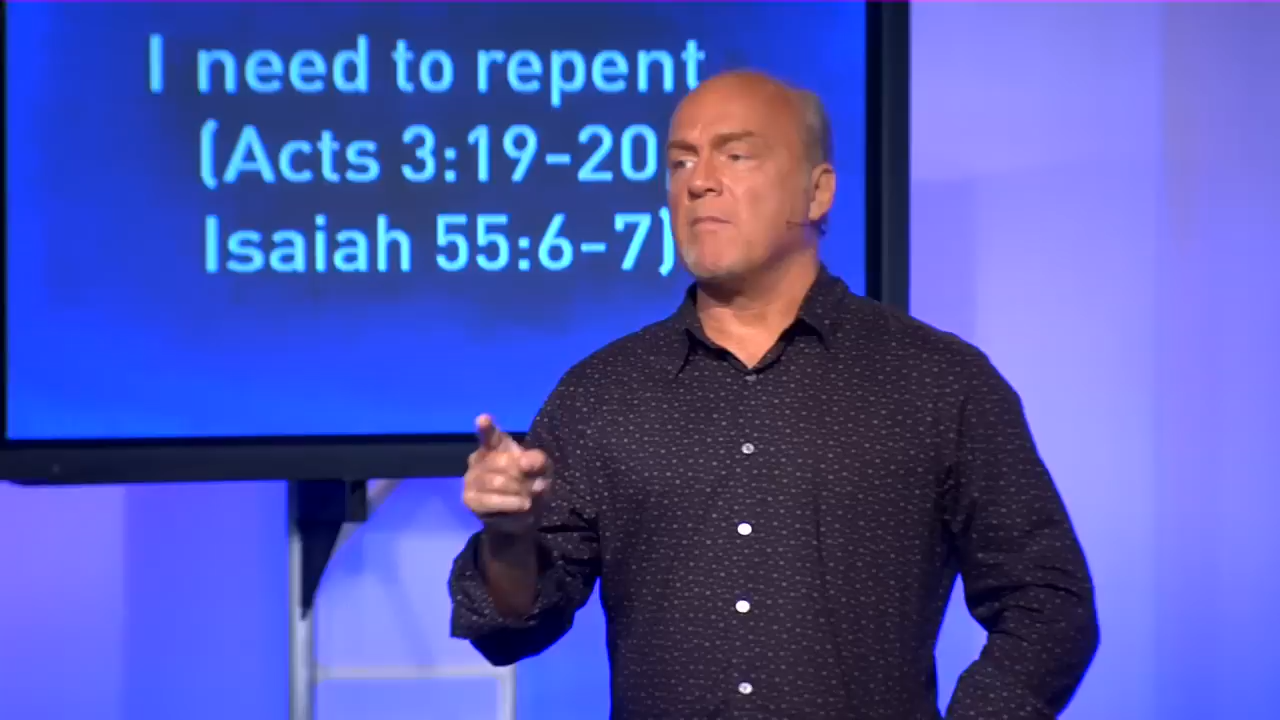 I need to repent
(Acts 3:19-20
Isaiah 55:6-7)